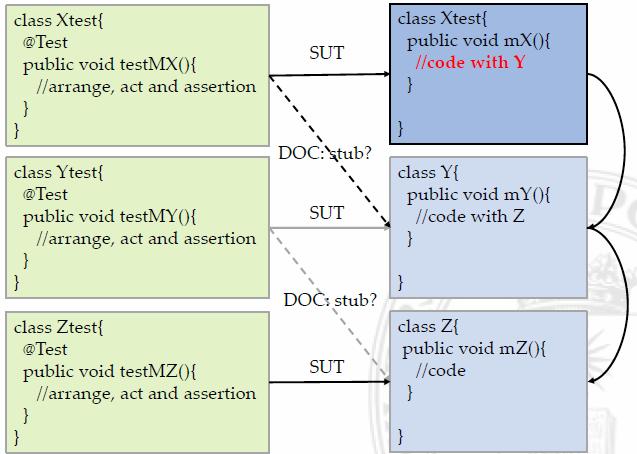 class Xtest{
@Test
public void testMX(){
//arrange, act and assertion
}
}
SUT
class Xtest{
public void mX(){
//code with Y
}
}
DOC: stub?
class Ytest{
@Test
public void testMY(){
//arrange, act and assertion
}
}
SUT
class Y{
public void mY(){
//code with Z
}
}
DOC: stub?
class Ztest{
@Test
public void testMZ(){
//arrange, act and assertion
}
}
SUT
class Z{
public void mZ(){
//code
}
}